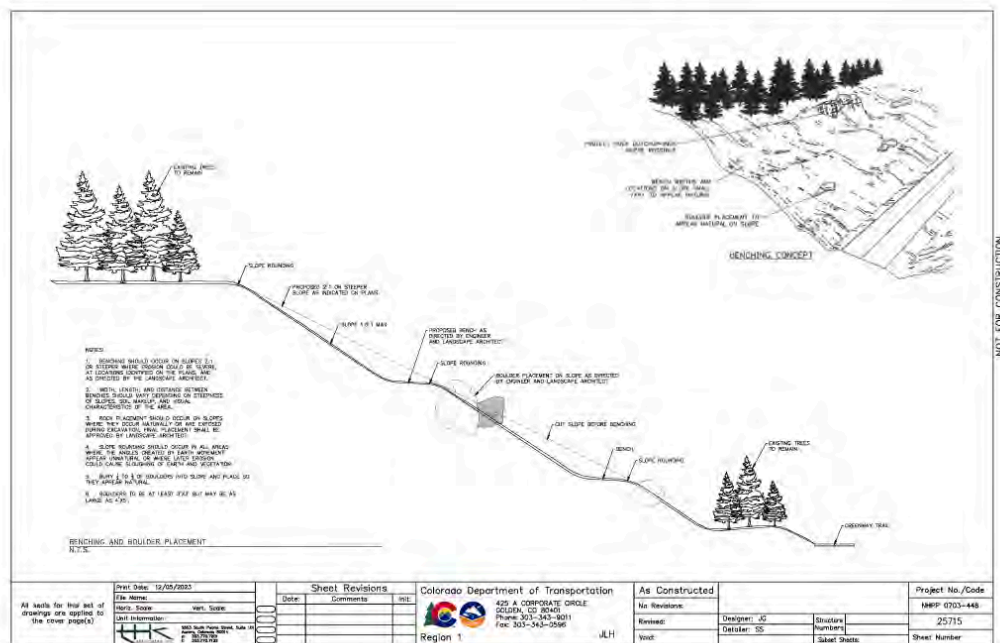 PROTECT ROCK OUTCROPPINGS
WHERE POSSIBLE
BENCH WIDTHS AND
LOCATIONS ON SLOPE SHALL
VARY TO APPEAR NATURAL
BOULDER PLACEMENT TO
APPEAR NATURAL ON SLOPE
BENCHING CONCEPT
NOT FOR CONSTRUCTION
EXISTING TREES
TO REMAIN
SLOPE ROUNDING
PROPOSED 2:1 OR STEEPER
SLOPE AS INDICATED ON PLANS
SLOPE 1.5:1 MAX
PROPOSED BENCH AS
DIRECTED BY ENGINEER
AND LANDSCAPE ARCHITECT
SLOPE ROUNDING
BOULDER PLACEMENT ON SLOPE AS DIRECTED
BY ENGINEER AND LANDSCAPE ARCHITECT
CUT SLOPE BEFORE BENCHING
BENCH
SLOPE ROUNDING
EXISTING TREES
TO REMAIN
GREENWAY TRAIL
NOTES:
1. BENCHING SHOULD OCCUR ON SLOPES 2:1
OR STEEPER WHERE EROSION COULD BE SEVERE,
AT LOCATIONS IDENTIFIED ON THE PLANS, AND
AS DIRECTED BY THE LANDSCAPE ARCHITECT.
2. WIDTH, LENGTH, AND DISTANCE BETWEEN
BENCHES SHOULD VARY DEPENDING ON STEEPNESS
OF SLOPES, SOIL MAKEUP, AND VISUAL
CHARACTERISTICS OF THE AREA.
3. ROCK PLACEMENT SHOULD OCCUR ON SLOPES
WHERE THEY OCCUR NATURALLY OR ARE EXPOSED
DURING EXCAVATION. FINAL PLACEMENT SHALL BE
APPROVED BY LANDSCAPE ARCHITECT.
4. SLOPE ROUNDING SHOULD OCCUR IN ALL AREAS
WHERE THE ANGLES CREATED BY EARTH MOVEMENT
APPEAR UNNATURAL OR WHERE LATER EROSION
COULD CAUSE SLOUGHING OF EARTH AND VEGETATION.
5. BURY TO OF BOULDERS INTO SLOPE AND PLACE SO
THEY APPEAR NATURAL.
6. BOULDERS TO BE AT LEAST BUT MAY BE AS
LARGE AS
BENCHING AND BOULDER PLACEMENT
N.T.S.
All seals for this set of
drawings are applied to
the cover page(s)
Print Date: 12/05/2023
File Name:
Horiz. Scale: Vert. Scale:
Unit Information
Sheet Revisions
Date: Comments Init.
Colorado Department of Transportation
425 A CORPORATE CIRCLE
GOLDEN, CO 80401
Phone: 303-343-9011
Fax: 303-343-0596
Region 1 JLH
As Constructed
No Revisions:
Revised:
Void:
Designer: JG
Detailer: SS
Structure
Numbers
Subset Sheets:
Project No./Code
NHPP 0703-448
25715
Sheet Number